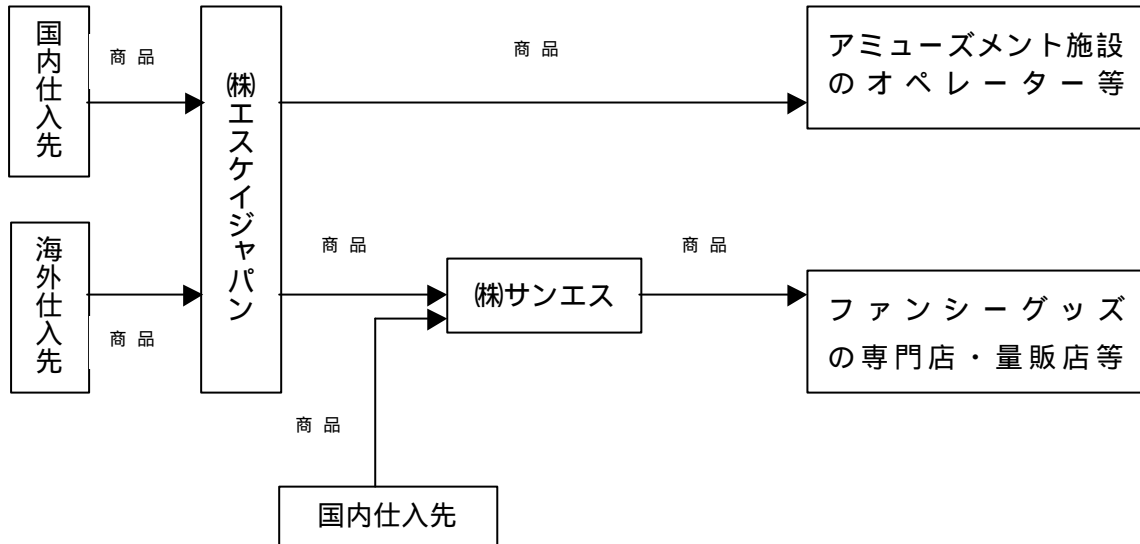 国内仕入先
商品
㈱エスケイジャパン
商品
アミューズメント施設
のオペレーター等
海外仕入先
商品
商品
㈱サンエス
商品
ファンシーグッズ
の専門店・量販店等
商品
国内仕入先